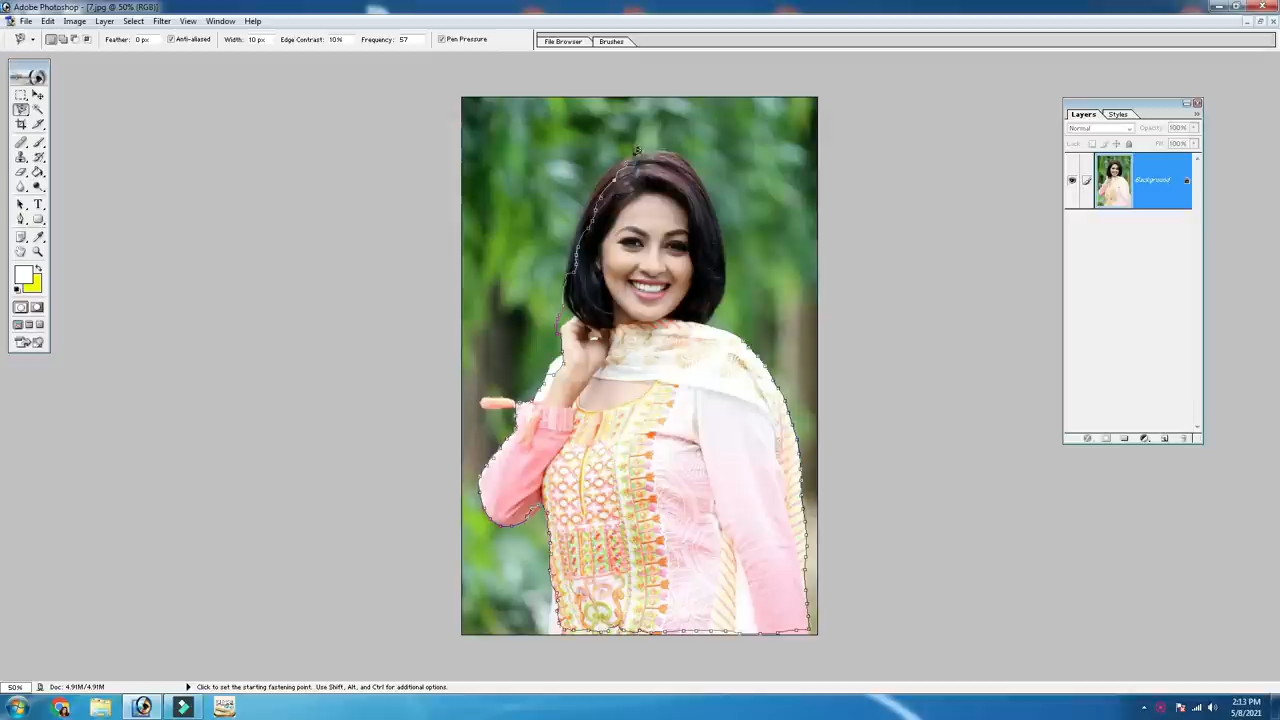 Adobe Photoshop - [7.jpg @ 50% (RGB)]
File Edit Image Layer Select Filter View Window Help
Feather: 0 px Anti-aliased Width: 10 px Edge Contrast: 10% Frequency: 57 Pen Pressure File Browser Brushes
Layers Styles
Normal Opacity: 100%
Lock: Fill: 100%
Background
50% Doc: 4.91M/4.91M Click to set the starting fastening point. Use Shift, Alt, and Ctrl for additional options.
2:13 PM
5/8/2021